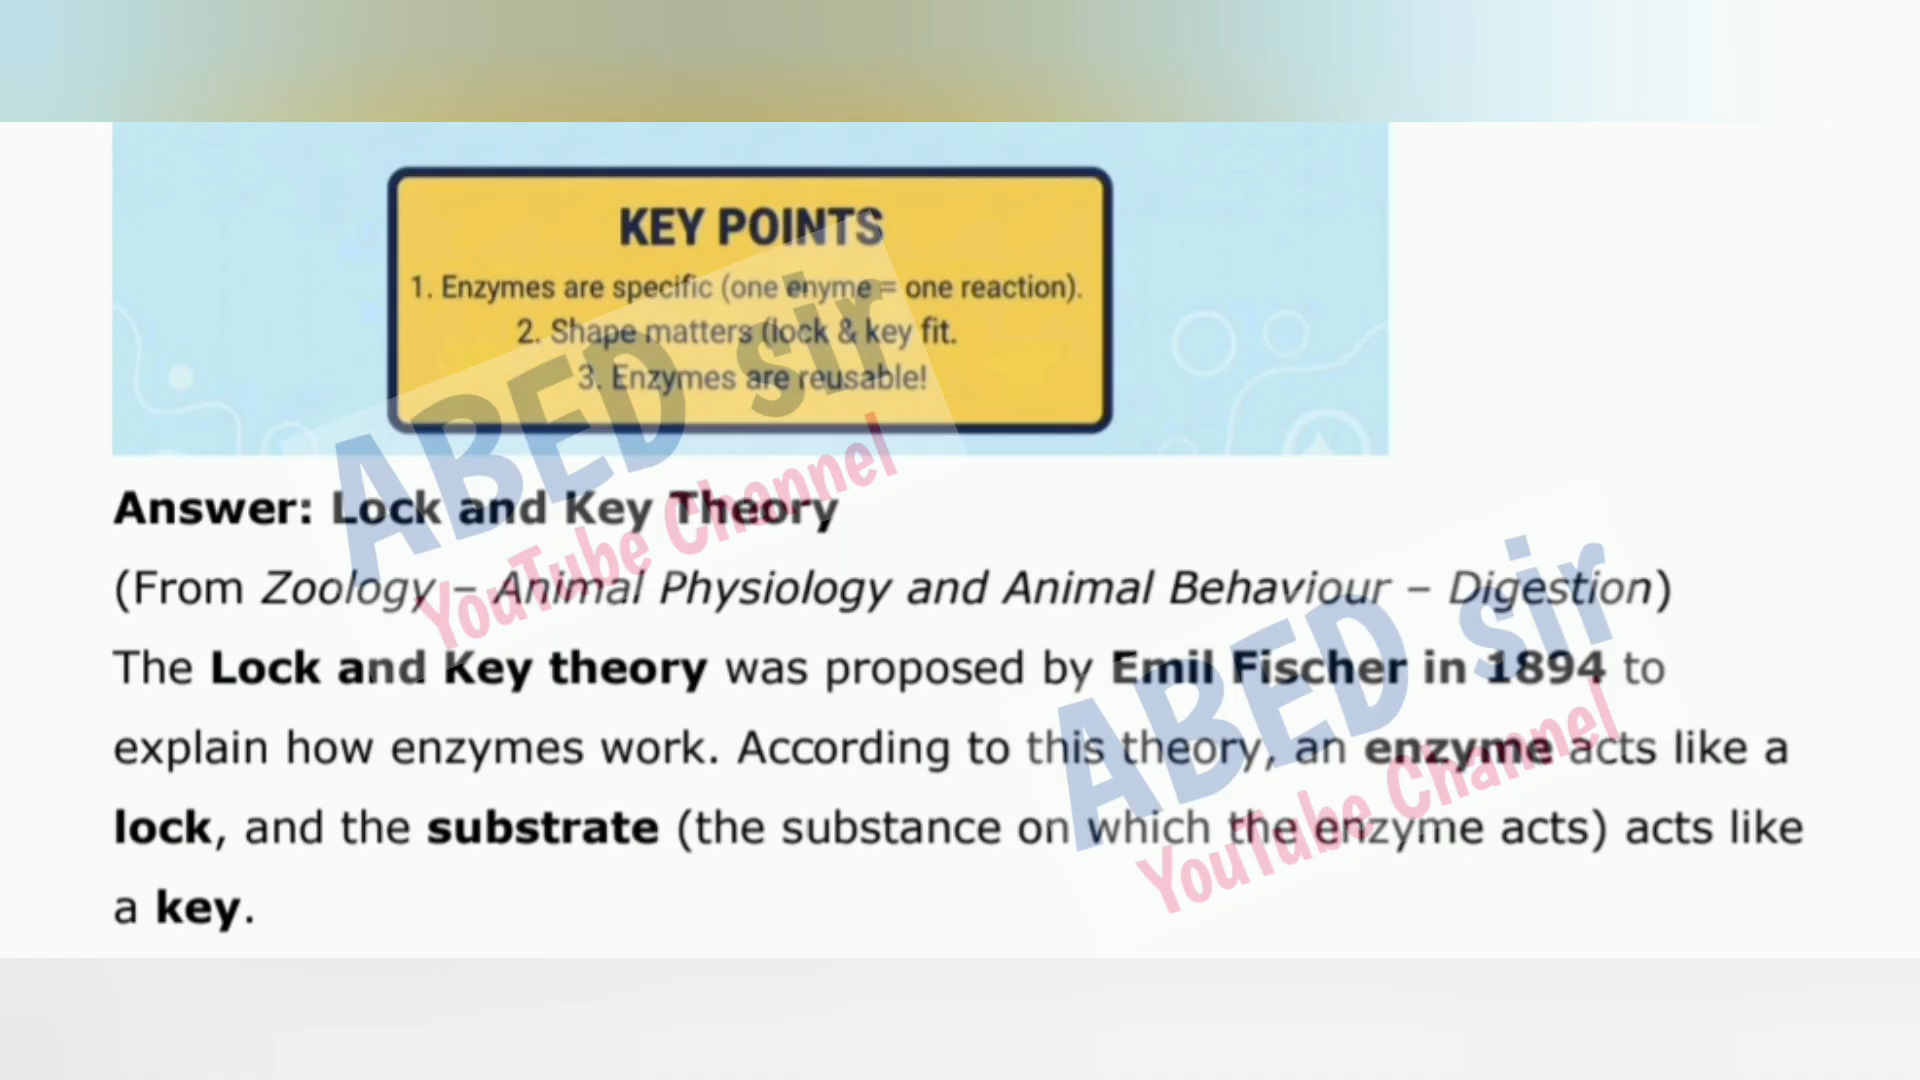 KEY POINTS
1. Enzymes are specific (one enyme = one reaction).
2. Shape matters (lock & key fit.
3. Enzymes are reusable!
ABED sir
YouTube Channel
Answer: Lock and Key Theory
(From Zoology – Animal Physiology and Animal Behaviour – Digestion)
The Lock and Key theory was proposed by Emil Fischer in 1894 to
explain how enzymes work. According to this theory, an enzyme acts like a
lock, and the substrate (the substance on which the enzyme acts) acts like
a key.
ABED sir
YouTube Channel